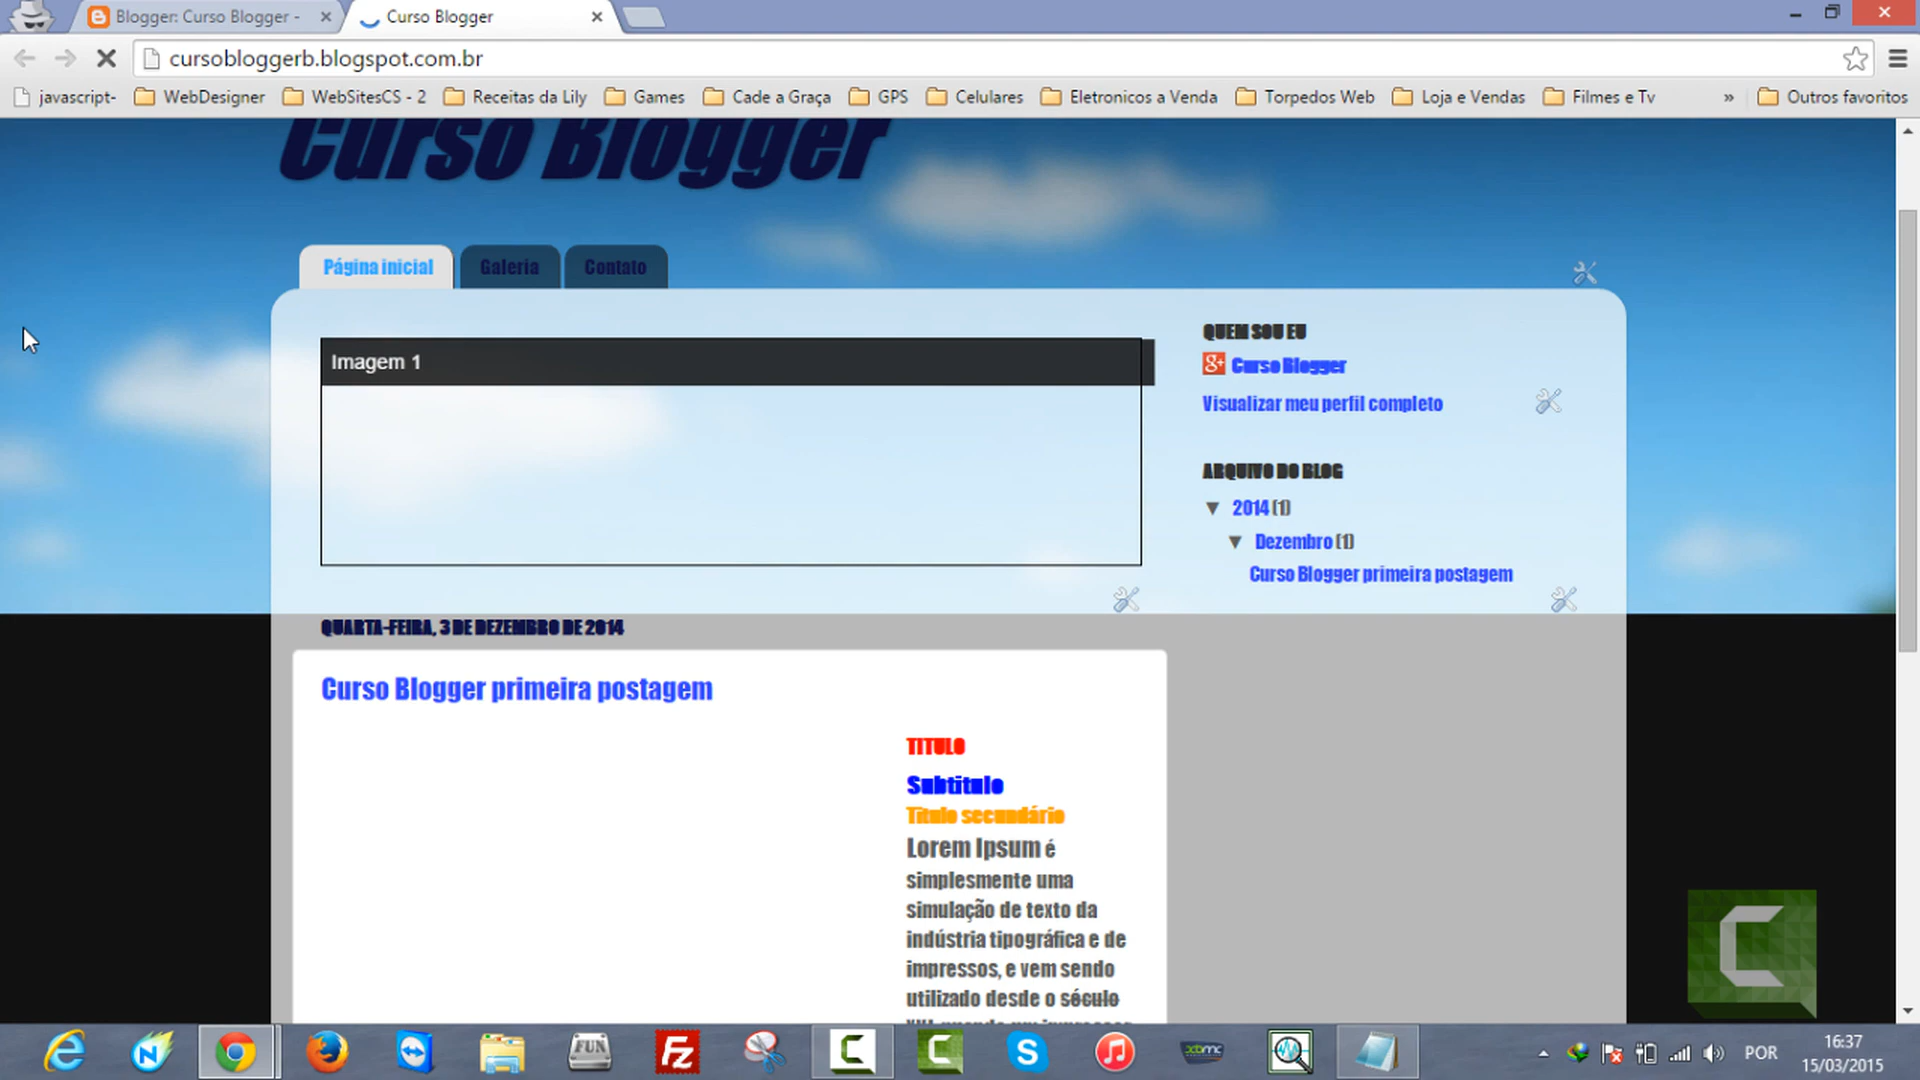 Blogger: Curso Blogger -
Curso Blogger
cursobloggerb.blogspot.com.br
javascript-
WebDesigner
WebSitesCS - 2
Receitas da Lily
Games
Cade a Graça
GPS
Celulares
Eletronicos a Venda
Torpedos Web
Loja e Vendas
Filmes e Tv
»
Outros favoritos
Curso Blogger
Página inicial
Galeria
Contato
Imagem 1
QUEM SOU EU
g+ Curso Blogger
Visualizar meu perfil completo
ARQUIVO DO BLOG
▼ 2014 (1)
▼ Dezembro (1)
Curso Blogger primeira postagem
QUARTA-FEIRA, 3 DE DEZEMBRO DE 2014
Curso Blogger primeira postagem
TITULO
Subtitulo
Titulo secundário
Lorem Ipsum é
simplesmente uma
simulação de texto da
indústria tipográfica e de
impressos, e vem sendo
utilizado desde o século
C
FUN
Fz
xbmc
POR
16:37
15/03/2015